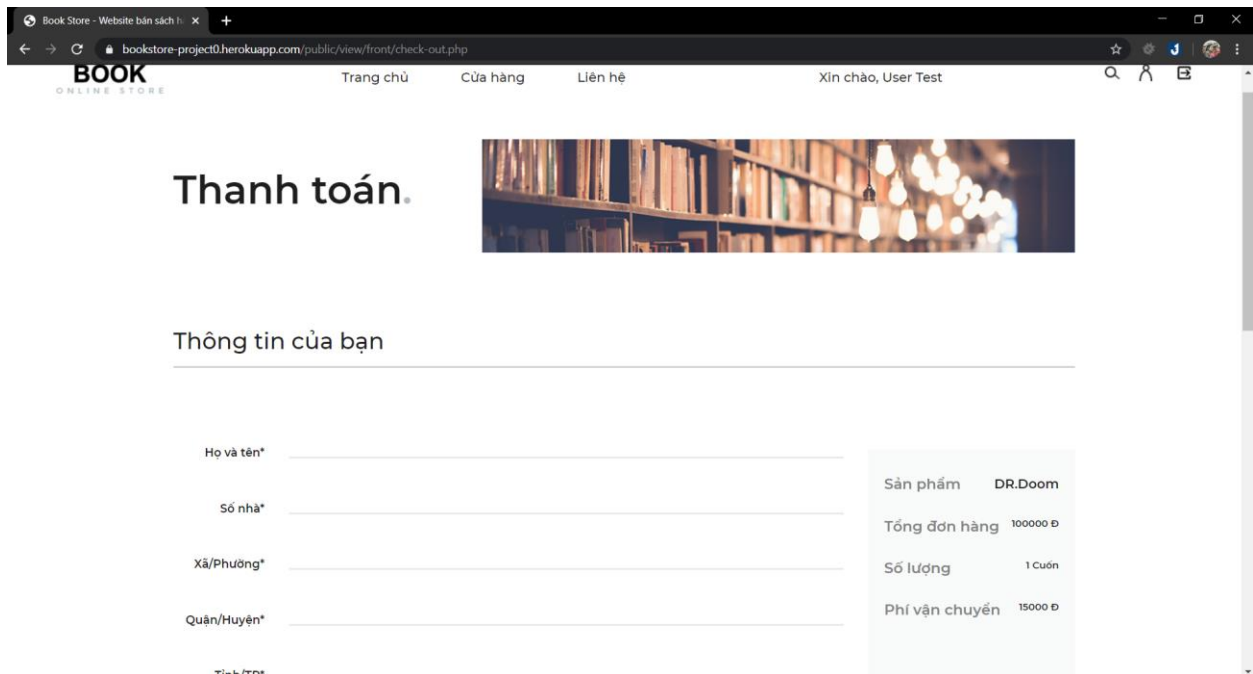 Book Store - Website bán sách h
bookstore-project0.herokuapp.com/public/view/front/check-out.php
BOOK
ONLINE STORE
Trang chủ Cửa hàng Liên hệ Xin chào, User Test
Thanh toán.
Thông tin của bạn
Họ và tên*
Số nhà*
Xã/Phường*
Quận/Huyện*
Tỉnh/TP*
Sản phẩm DR.Doom
Tổng đơn hàng 100000 Đ
Số lượng 1 Cuốn
Phí vận chuyển 15000 Đ